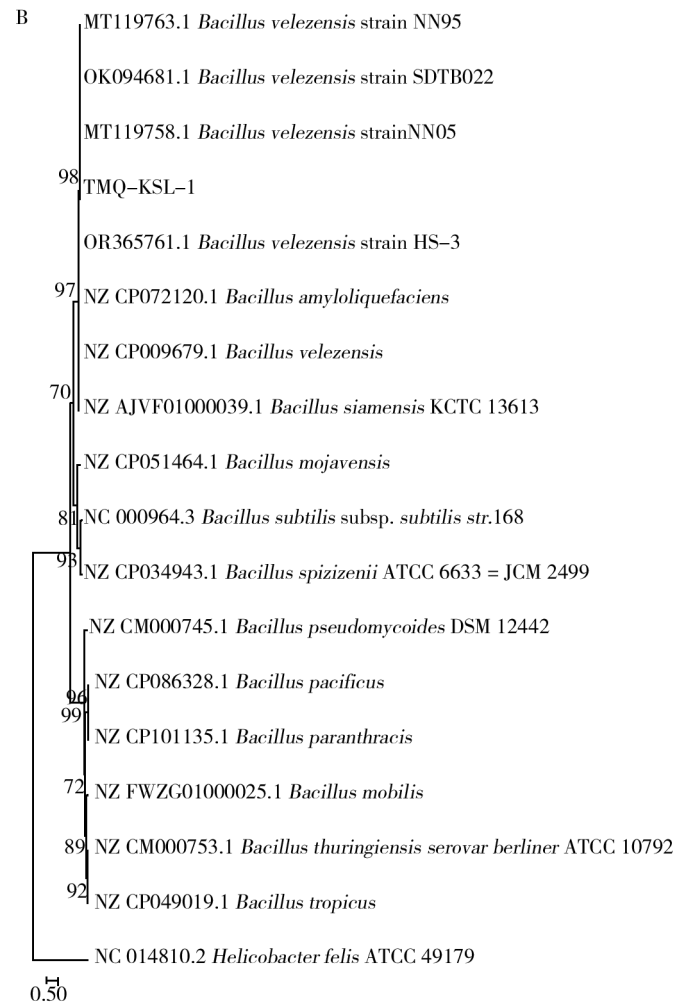 B
MT119763.1 Bacillus velezensis strain NN95
OK094681.1 Bacillus velezensis strain SDTB022
MT119758.1 Bacillus velezensis strainNN05
98
TMQ-KSL-1
OR365761.1 Bacillus velezensis strain HS-3
97
NZ CP072120.1 Bacillus amyloliquefaciens
NZ CP009679.1 Bacillus velezensis
70
NZ AJVF01000039.1 Bacillus siamensis KCTC 13613
NZ CP051464.1 Bacillus mojavensis
81
NC 000964.3 Bacillus subtilis subsp. subtilis str.168
93
NZ CP034943.1 Bacillus spizizenii ATCC 6633 = JCM 2499
NZ CM000745.1 Bacillus pseudomycoides DSM 12442
NZ CP086328.1 Bacillus pacificus
96
99
NZ CP101135.1 Bacillus paranthracis
72
NZ FWZG01000025.1 Bacillus mobilis
89
NZ CM000753.1 Bacillus thuringiensis serovar berliner ATCC 10792
92
NZ CP049019.1 Bacillus tropicus
NC 014810.2 Helicobacter felis ATCC 49179
0.50